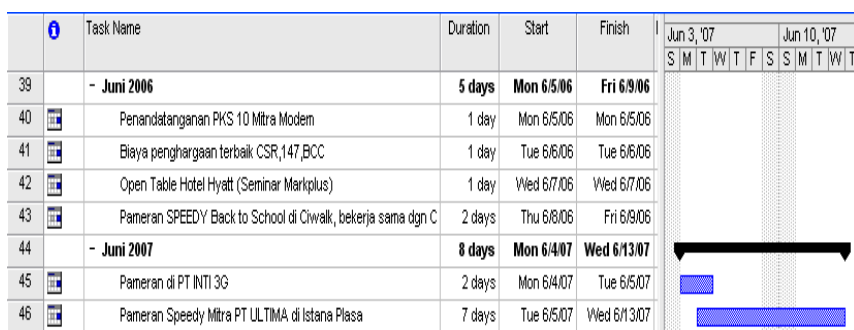 Task Name Duration Start Finish Jun 3, '07 Jun 10, '07
S M T W T F S S M T W T
39 − Juni 2006 5 days Mon 6/5/06 Fri 6/9/06
40 Penandatanganan PKS 10 Mitra Modem 1 day Mon 6/5/06 Mon 6/5/06
41 Biaya penghargaan terbaik CSR,147,BCC 1 day Tue 6/6/06 Tue 6/6/06
42 Open Table Hotel Hyatt (Seminar Markplus) 1 day Wed 6/7/06 Wed 6/7/06
43 Pameran SPEEDY Back to School di Ciwalk, bekerja sama dgn C 2 days Thu 6/8/06 Fri 6/9/06
44 − Juni 2007 8 days Mon 6/4/07 Wed 6/13/07
45 Pameran di PT INTI 3G 2 days Mon 6/4/07 Tue 6/5/07
46 Pameran Speedy Mitra PT ULTIMA di Istana Plasa 7 days Tue 6/5/07 Wed 6/13/07